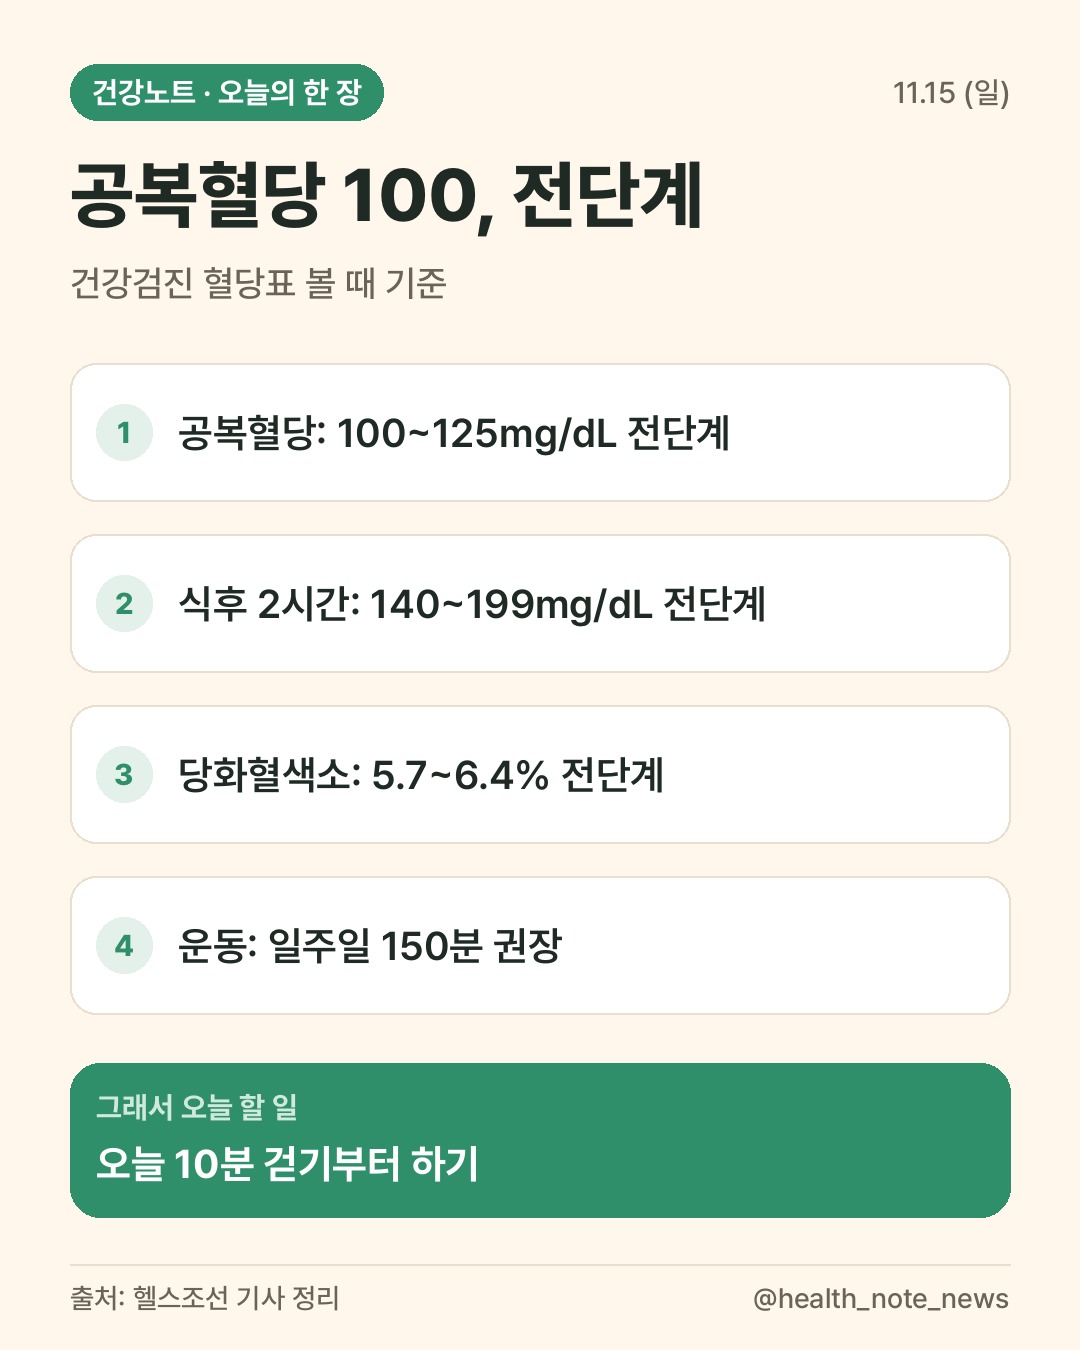 건강노트 · 오늘의 한 장
11.15 (일)
공복혈당 100, 전단계
건강검진 혈당표 볼 때 기준
1 공복혈당: 100~125mg/dL 전단계
2 식후 2시간: 140~199mg/dL 전단계
3 당화혈색소: 5.7~6.4% 전단계
4 운동: 일주일 150분 권장
그래서 오늘 할 일
오늘 10분 걷기부터 하기
출처: 헬스조선 기사 정리
@health_note_news